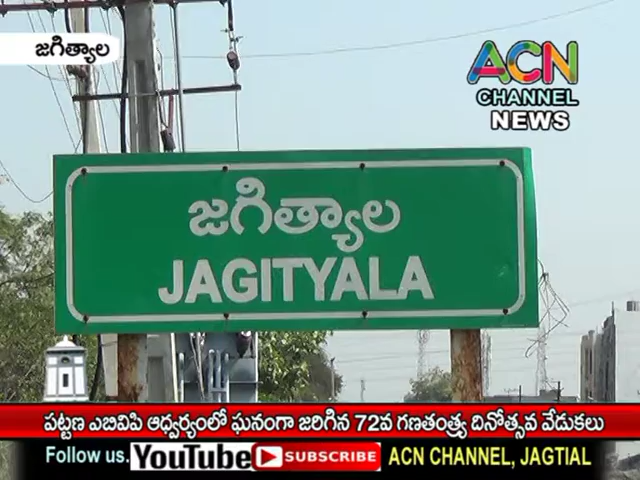 జగిత్యాల
ACN
CHANNEL
NEWS
జగిత్యాల
JAGITYALA
పట్టణ ఎబివిపి ఆధ్వర్యంలో ఘనంగా జరిగిన 72వ గణతంత్ర్య దినోత్సవ వేడుకలు
Follow us. YouTube SUBSCRIBE ACN CHANNEL, JAGTIAL